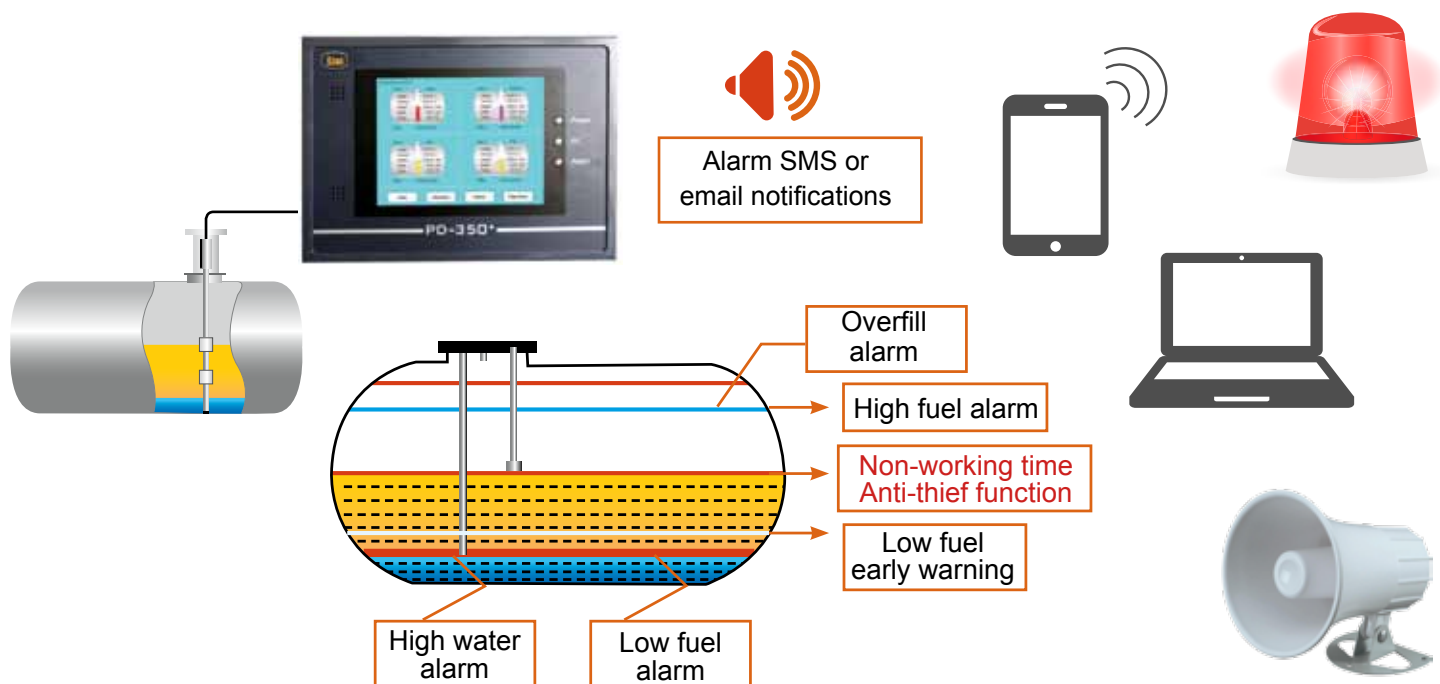 Alarm SMS or
email notifications
PD-350+
Overfill
alarm
High fuel alarm
Non-working time
Anti-thief function
Low fuel
early warning
High water
alarm
Low fuel
alarm